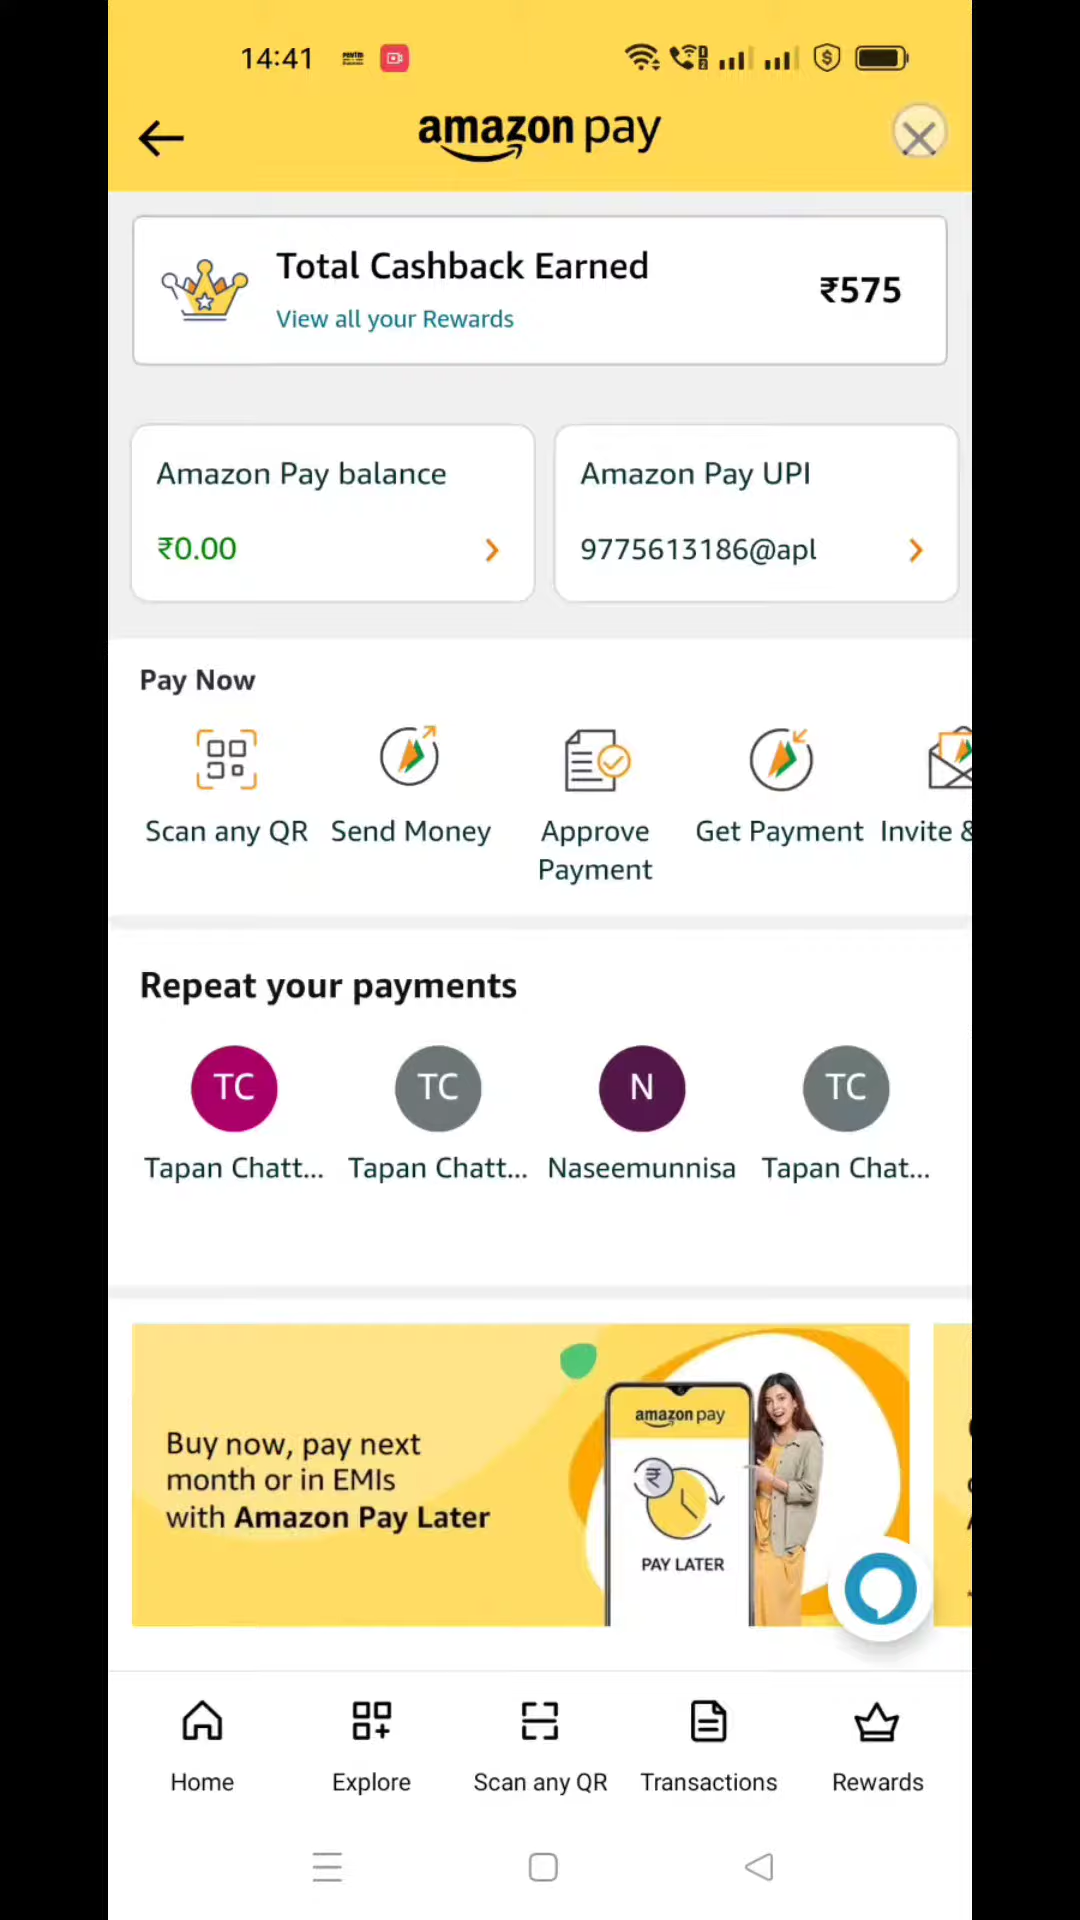 14:41
amazon pay
Total Cashback Earned
₹575
View all your Rewards
Amazon Pay balance
₹0.00
Amazon Pay UPI
9775613186@apl
Pay Now
Scan any QR
Send Money
Approve
Payment
Get Payment
Invite &
Repeat your payments
TC
TC
N
TC
Tapan Chatt...
Tapan Chatt...
Naseemunnisa
Tapan Chat...
Buy now, pay next
month or in EMIs
with Amazon Pay Later
amazon pay
₹
PAY LATER
Home
Explore
Scan any QR
Transactions
Rewards